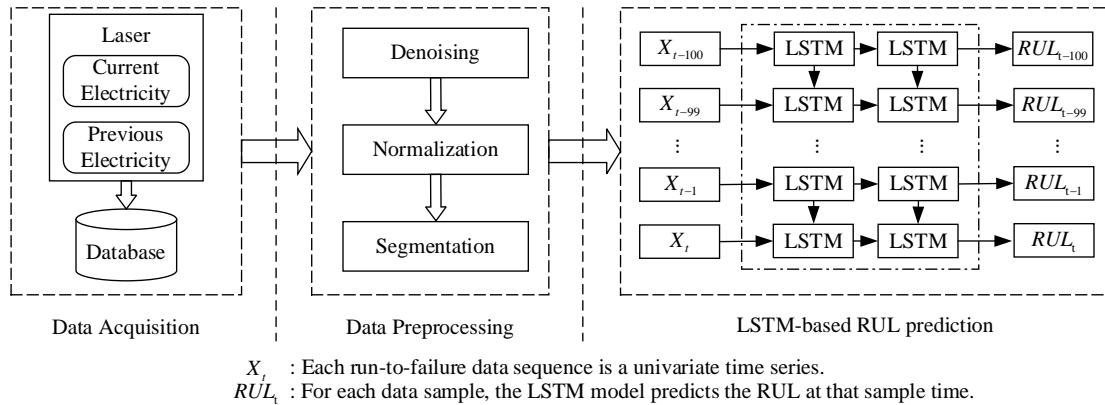 Laser
Current
Electricity
Previous
Electricity
Database
Data Acquisition
Denoising
Normalization
Segmentation
Data Preprocessing
X_{t−100} LSTM LSTM RUL_{t−100}
X_{t−99} LSTM LSTM RUL_{t−99}
⋮ ⋮ ⋮ ⋮
X_{t−1} LSTM LSTM RUL_{t−1}
X_t LSTM LSTM RUL_t
LSTM-based RUL prediction
X_t : Each run-to-failure data sequence is a univariate time series.
RUL_t : For each data sample, the LSTM model predicts the RUL at that sample time.